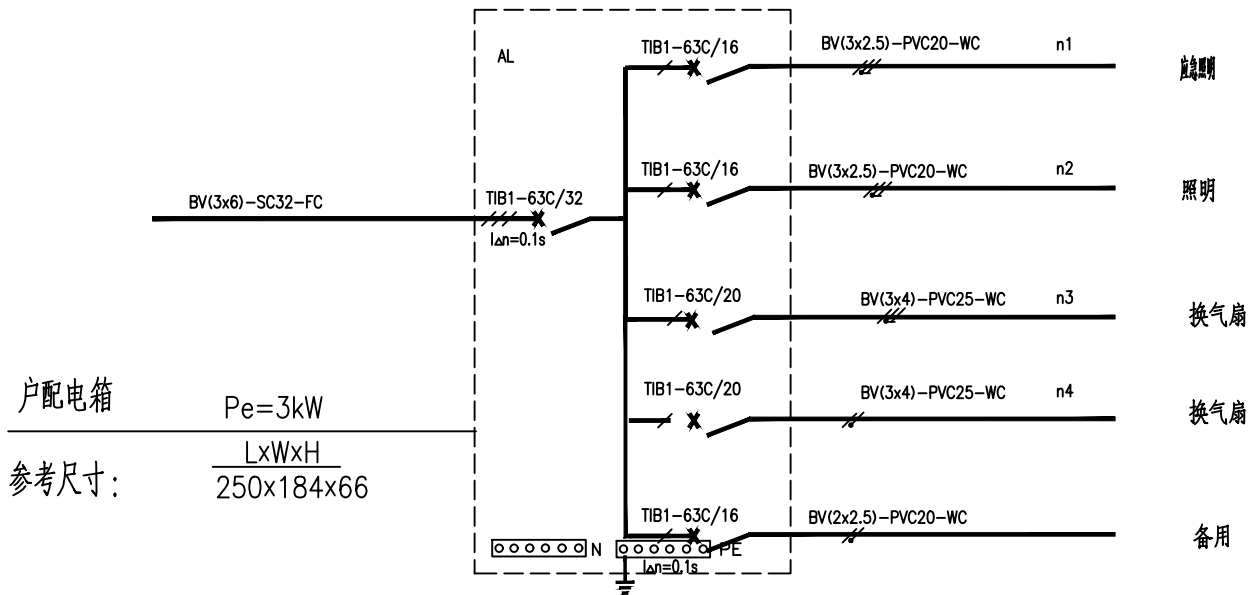 AL
TIB1-63C/16
BV(3x2.5)-PVC20-WC
n1
应急照明
TIB1-63C/16
BV(3x2.5)-PVC20-WC
n2
照明
BV(3x6)-SC32-FC
TIB1-63C/32
I△n=0.1s
TIB1-63C/20
BV(3x4)-PVC25-WC
n3
换气扇
TIB1-63C/20
BV(3x4)-PVC25-WC
n4
换气扇
户配电箱
Pe=3kW
参考尺寸:
LxWxH
250x184x66
TIB1-63C/16
BV(2x2.5)-PVC20-WC
备用
N
PE
I△n=0.1s